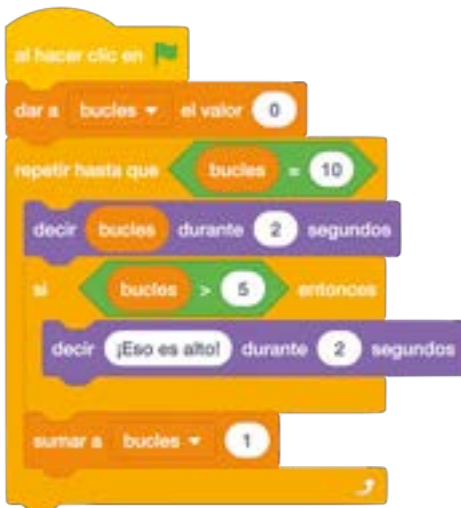 al hacer clic en
dar a bucles el valor 0
repetir hasta que bucles = 10
decir bucles durante 2 segundos
si bucles > 5 entonces
decir ¡Eso es alto! durante 2 segundos
sumar a bucles 1